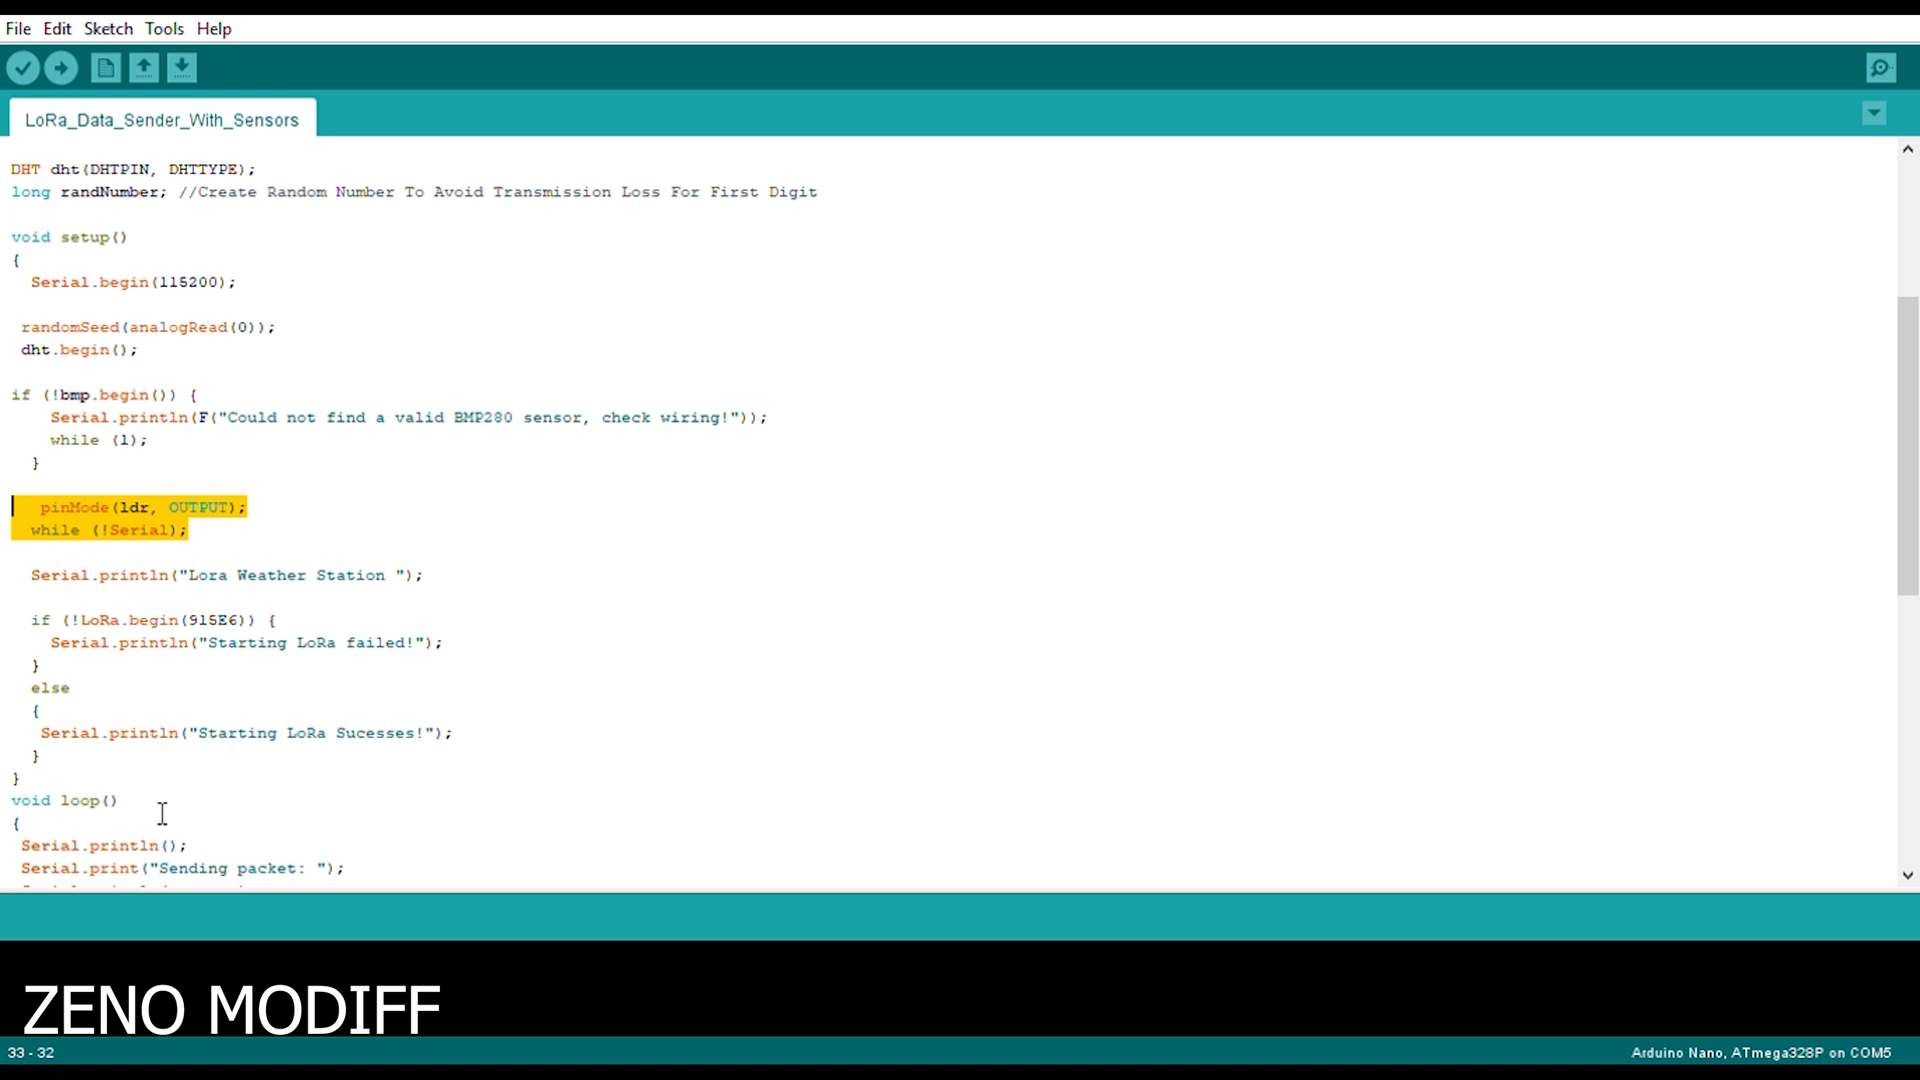 File Edit Sketch Tools Help
LoRa_Data_Sender_With_Sensors
DHT dht(DHTPIN, DHTTYPE);
long randNumber; //Create Random Number To Avoid Transmission Loss For First Digit
void setup()
{
Serial.begin(115200);
randomSeed(analogRead(0));
dht.begin();
if (!bmp.begin()) {
Serial.println(F("Could not find a valid BMP280 sensor, check wiring!"));
while (1);
}
pinMode(ldr, OUTPUT);
while (!Serial);
Serial.println("Lora Weather Station ");
if (!LoRa.begin(915E6)) {
Serial.println("Starting LoRa failed!");
}
else
{
Serial.println("Starting LoRa Sucesses!");
}
}
void loop()
{
Serial.println();
Serial.print("Sending packet: ");
ZENO MODIFF
33 - 32
Arduino Nano, ATmega328P on COM5